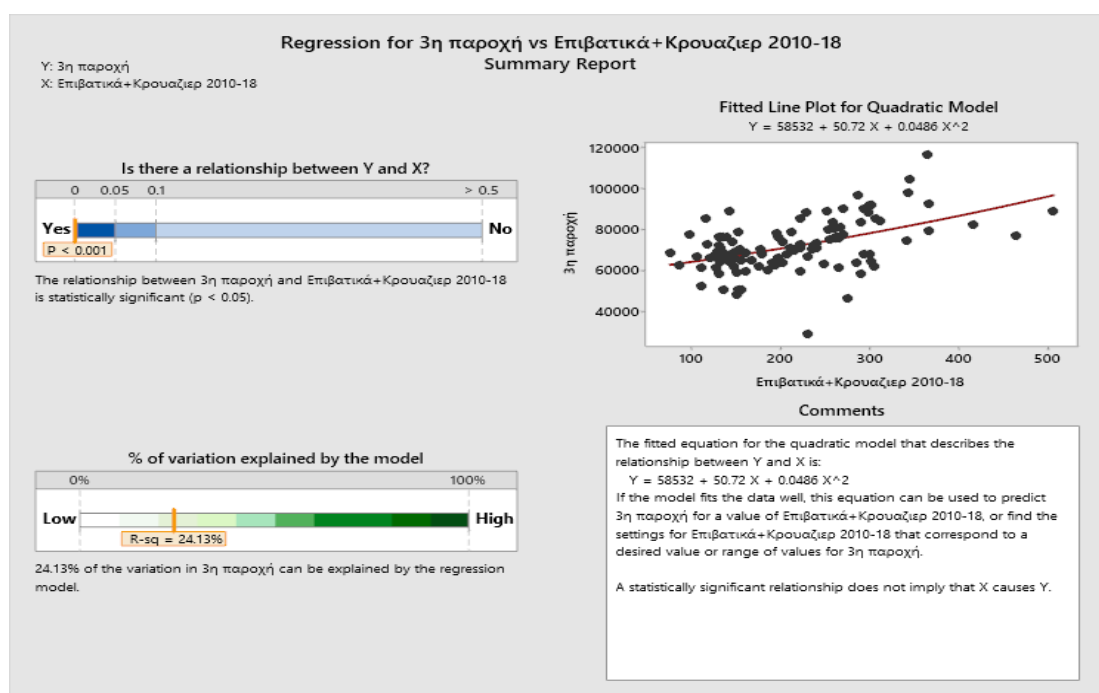 Regression for 3η παροχή vs Επιβατικά+Κρουαζιερ 2010-18
Summary Report
Y: 3η παροχή
X: Επιβατικά+Κρουαζιερ 2010-18
Is there a relationship between Y and X?
0 0.05 0.1 > 0.5
Yes No
P < 0.001
The relationship between 3η παροχή and Επιβατικά+Κρουαζιερ 2010-18
is statistically significant (p < 0.05).
% of variation explained by the model
0% 100%
Low High
R-sq = 24.13%
24.13% of the variation in 3η παροχή can be explained by the regression
model.
Fitted Line Plot for Quadratic Model
Y = 58532 + 50.72 X + 0.0486 X^2
120000
100000
80000
60000
40000
3η παροχή
100 200 300 400 500
Επιβατικά+Κρουαζιερ 2010-18
Comments
The fitted equation for the quadratic model that describes the
relationship between Y and X is:
Y = 58532 + 50.72 X + 0.0486 X^2
If the model fits the data well, this equation can be used to predict
3η παροχή for a value of Επιβατικά+Κρουαζιερ 2010-18, or find the
settings for Επιβατικά+Κρουαζιερ 2010-18 that correspond to a
desired value or range of values for 3η παροχή.
A statistically significant relationship does not imply that X causes Y.